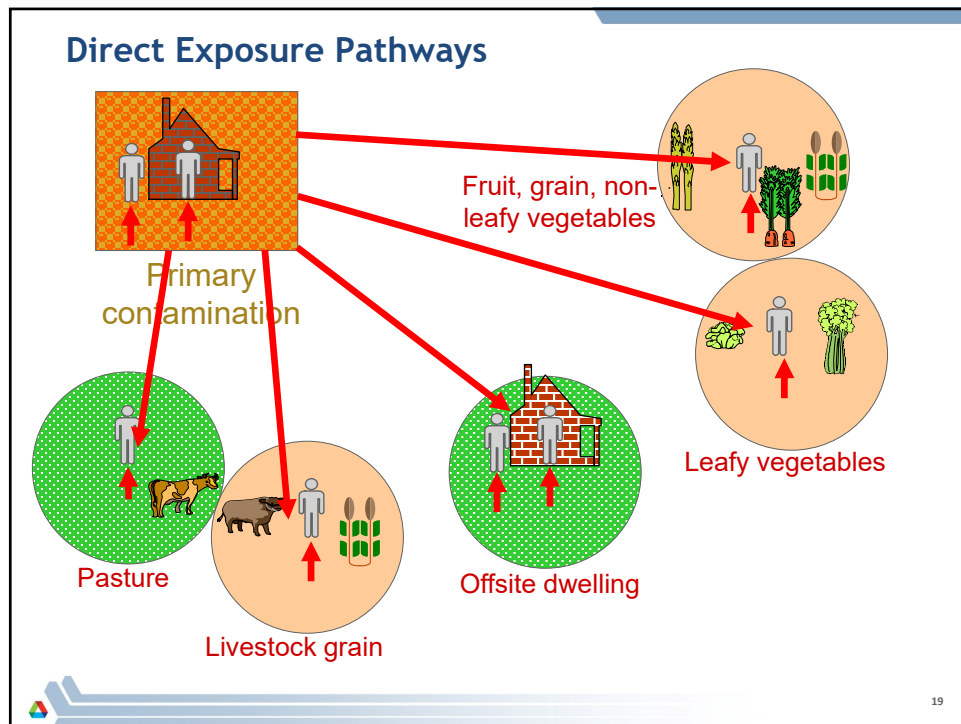 Direct Exposure Pathways
Fruit, grain, non-
leafy vegetables
Primary
contamination
Leafy vegetables
Pasture
Offsite dwelling
Livestock grain
19